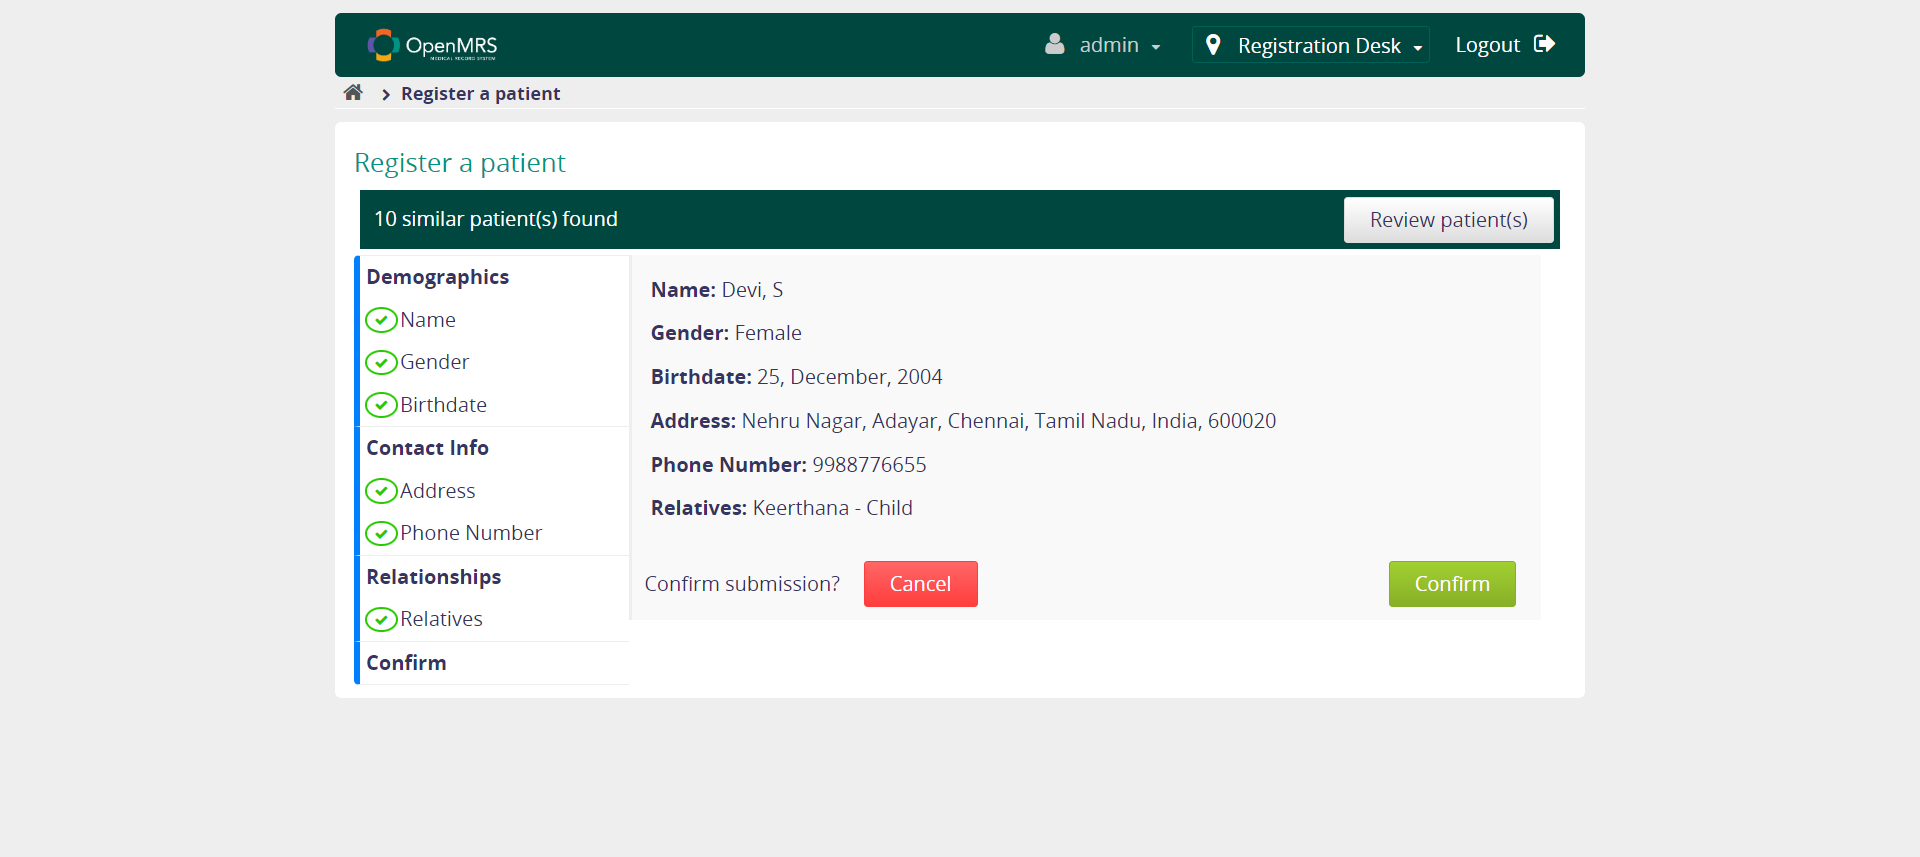 OpenMRS
MEDICAL RECORD SYSTEM
admin
Registration Desk
Logout
Register a patient
Register a patient
10 similar patient(s) found
Review patient(s)
Demographics
Name
Gender
Birthdate
Contact Info
Address
Phone Number
Relationships
Relatives
Confirm
Name: Devi, S
Gender: Female
Birthdate: 25, December, 2004
Address: Nehru Nagar, Adayar, Chennai, Tamil Nadu, India, 600020
Phone Number: 9988776655
Relatives: Keerthana - Child
Confirm submission?
Cancel
Confirm